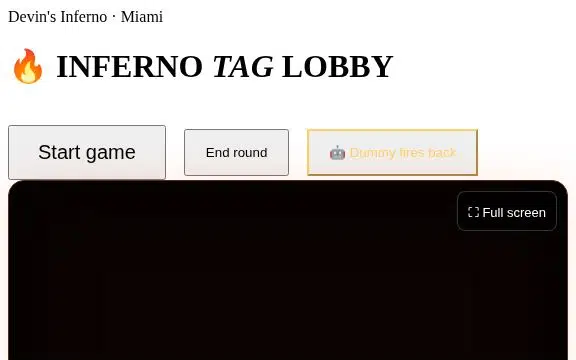 Devin's Inferno · Miami
🔥 INFERNO TAG LOBBY
Start game
End round
🤖 Dummy fires back
⛶ Full screen